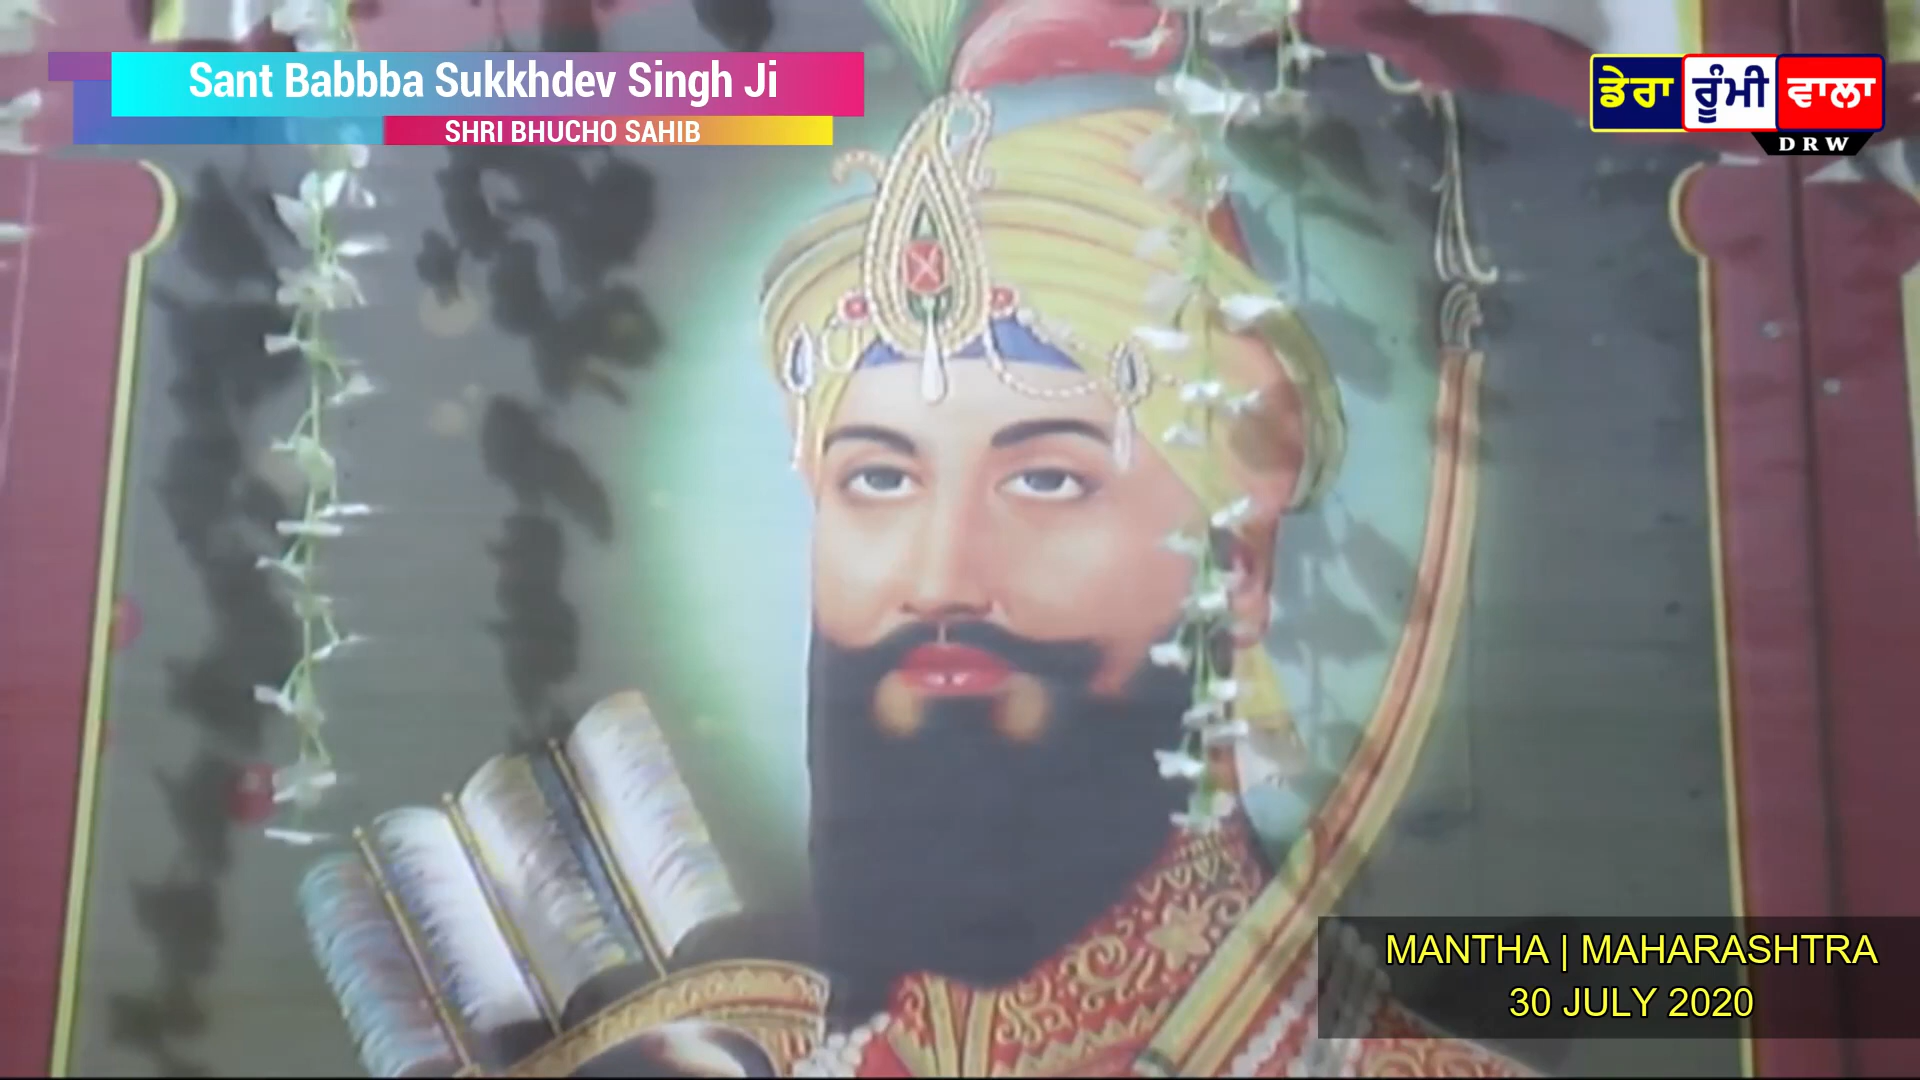 Sant Babbba Sukkhdev Singh Ji
SHRI BHUCHO SAHIB
ਡੇਰਾ ਰੂੰਮੀ ਵਾਲਾ
DRW
MANTHA | MAHARASHTRA
30 JULY 2020